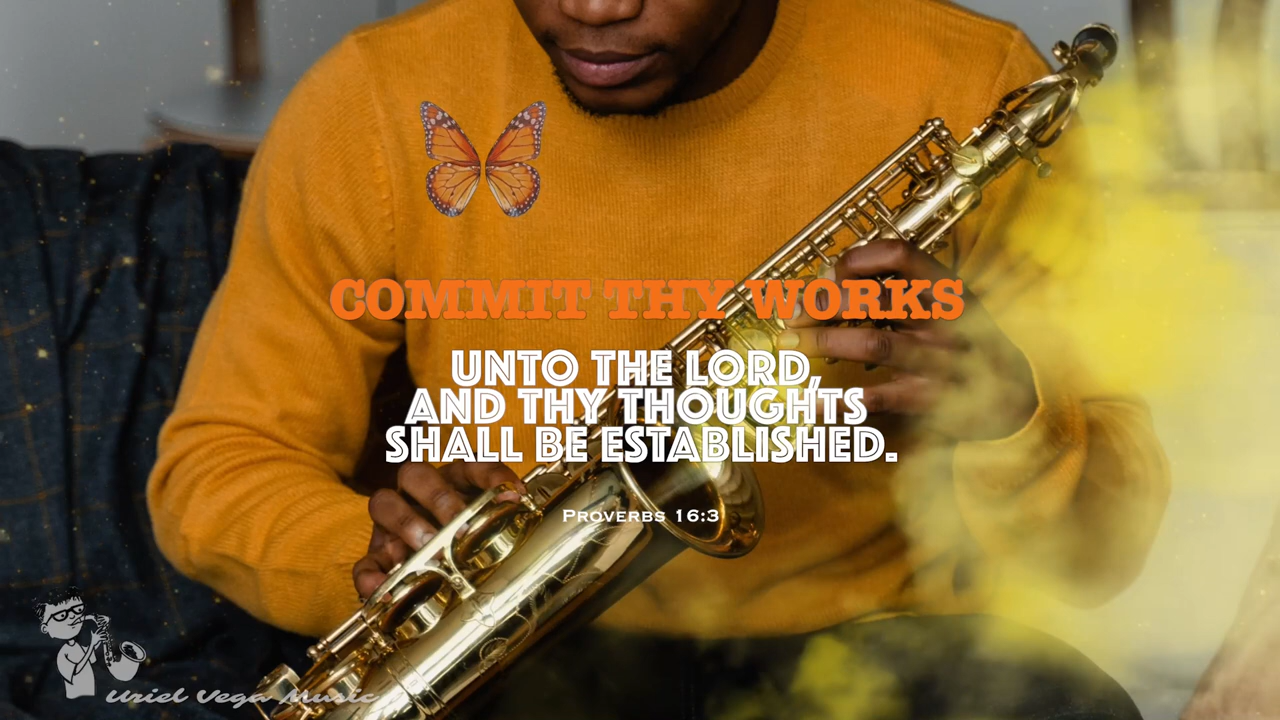 COMMIT THY WORKS
UNTO THE LORD,
AND THY THOUGHTS
SHALL BE ESTABLISHED.
PROVERBS 16:3
Uriel Vega Music